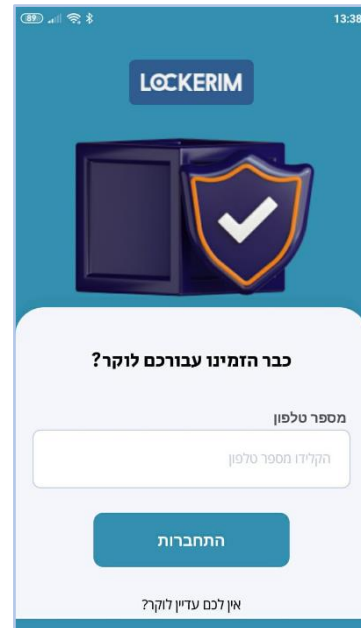 89 13:38
LOCKERIM
כבר הזמינו עבורכם לוקר?
מספר טלפון
הקלידו מספר טלפון
התחברות
אין לכם עדיין לוקר?